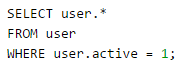 SELECT user.*
FROM user
WHERE user.active = 1;